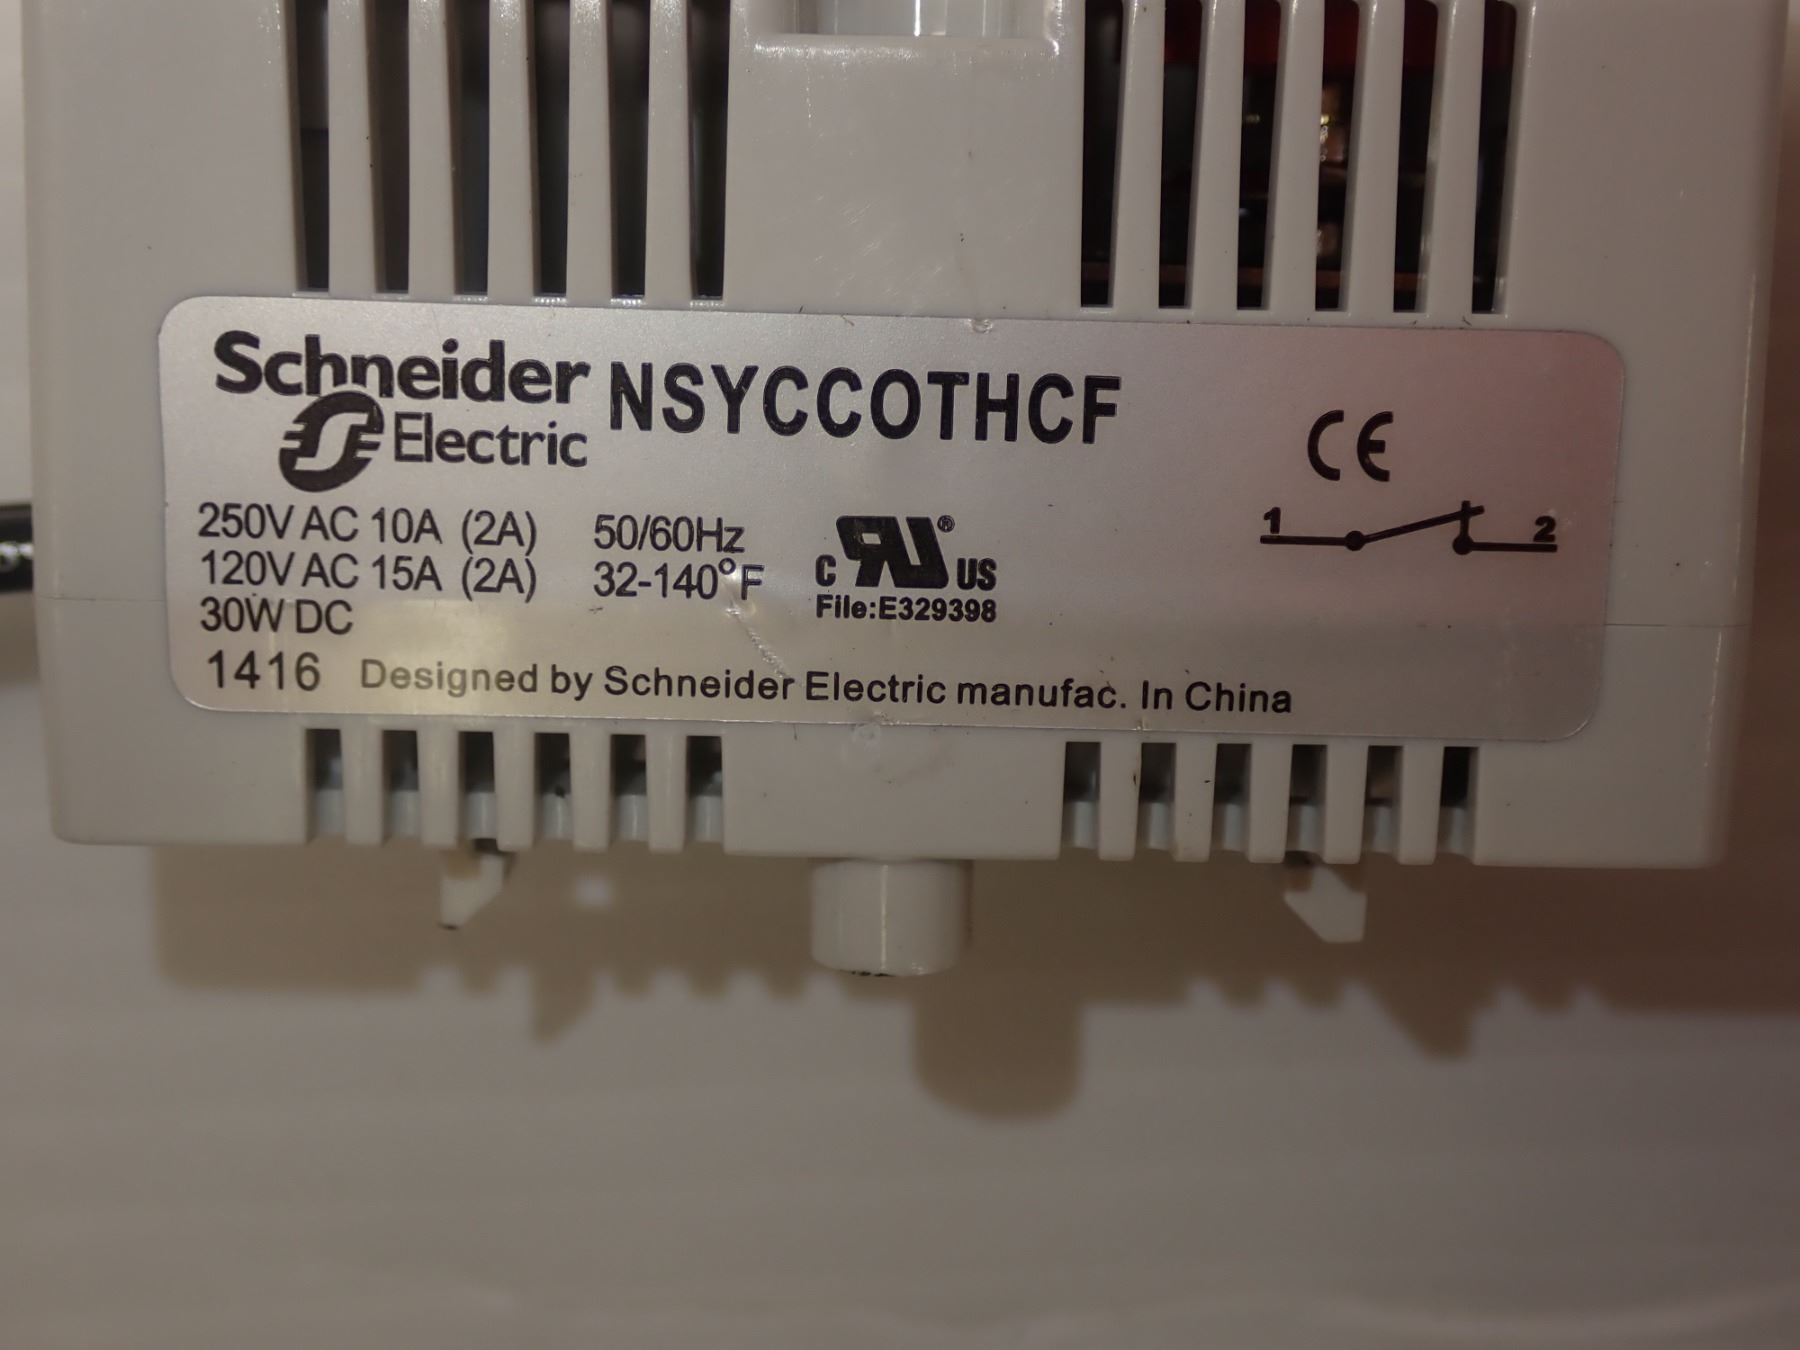 Schneider Electric NSYCCOTHCF
CE
250V AC 10A (2A) 50/60Hz
120V AC 15A (2A) 32-140°F
30W DC
c RU® US
File:E329398
1 2
1416 Designed by Schneider Electric manufac. In China